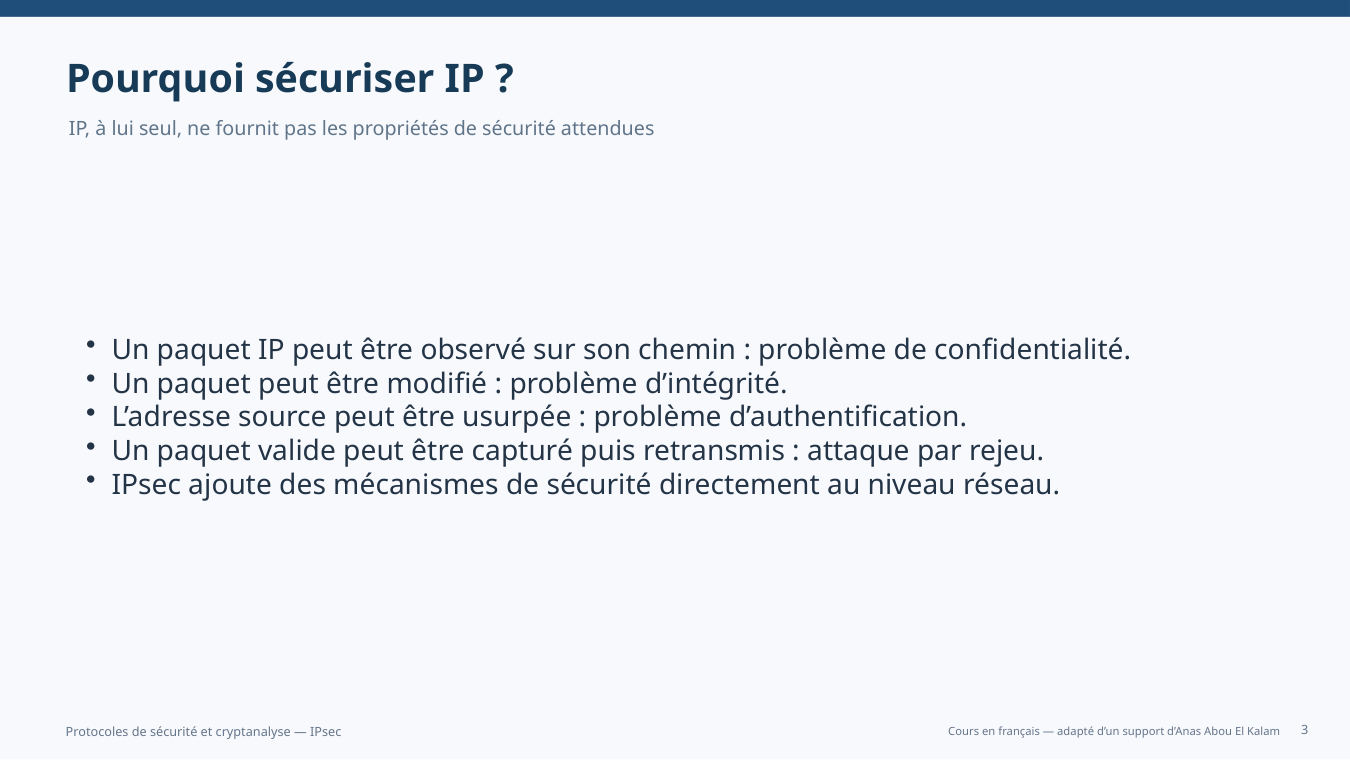 Pourquoi sécuriser IP ?
IP, à lui seul, ne fournit pas les propriétés de sécurité attendues
• Un paquet IP peut être observé sur son chemin : problème de confidentialité.
• Un paquet peut être modifié : problème d’intégrité.
• L’adresse source peut être usurpée : problème d’authentification.
• Un paquet valide peut être capturé puis retransmis : attaque par rejeu.
• IPsec ajoute des mécanismes de sécurité directement au niveau réseau.
Protocoles de sécurité et cryptanalyse — IPsec
Cours en français — adapté d’un support d’Anas Abou El Kalam 3